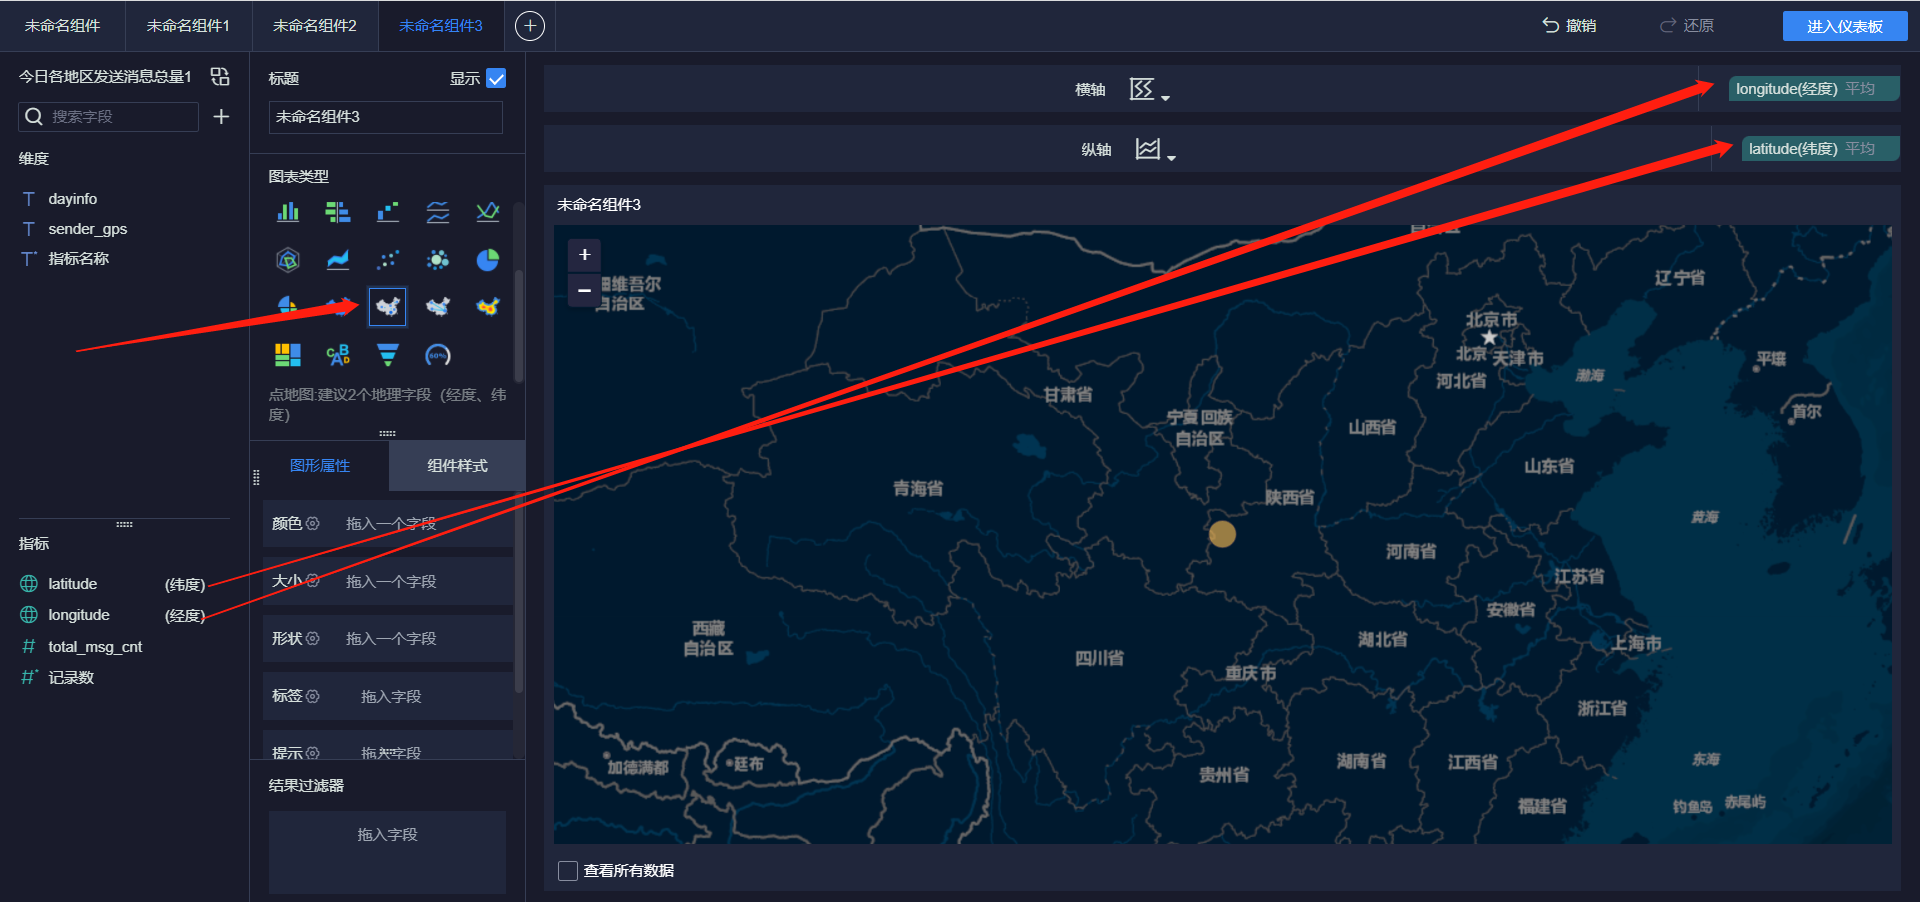 未命名组件
未命名组件1
未命名组件2
未命名组件3
撤销
还原
进入仪表板
今日各地区发送消息总量1
搜索字段
维度
dayinfo
sender_gps
指标名称
指标
latitude (纬度)
longitude (经度)
total_msg_cnt
记录数
标题 显示
未命名组件3
图表类型
60%
点地图:建议2个地理字段（经度、纬
度）
图形属性 组件样式
颜色 拖入一个字段
大小 拖入一个字段
形状 拖入一个字段
标签 拖入字段
提示 拖入字段
结果过滤器
拖入字段
横轴
longitude(经度) 平均
纵轴
latitude(纬度) 平均
未命名组件3
+
−
自治区
辽宁省
北京市
北京
天津市
河北省
渤海
平壤
首尔
甘肃省
宁夏回族
自治区
山西省
山东省
青海省
陕西省
黄海
河南省
江苏省
安徽省
西藏
自治区
四川省
湖北省
上海市
重庆市
浙江省
加德满都
廷布
贵州省
湖南省
江西省
东海
福建省
钓鱼岛
赤尾屿
查看所有数据